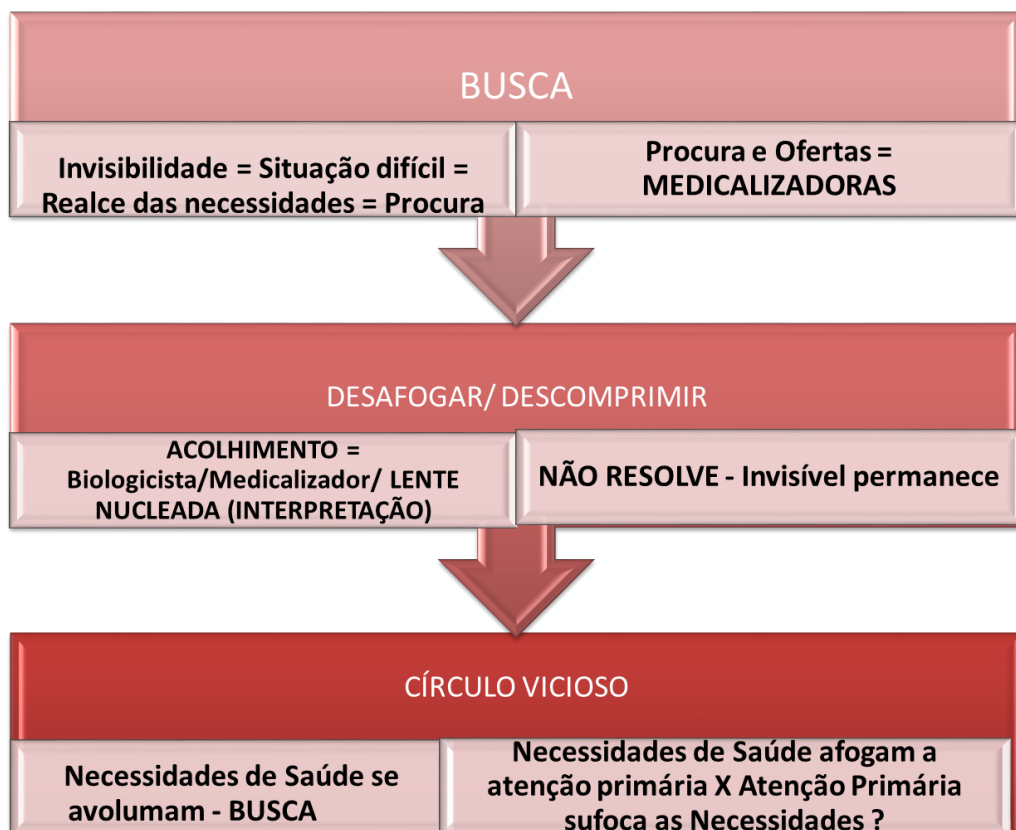 BUSCA
Invisibilidade = Situação difícil =
Realce das necessidades = Procura
Procura e Ofertas =
MEDICALIZADORAS
DESAFOGAR/ DESCOMPRIMIR
ACOLHIMENTO =
Biologicista/Medicalizador/ LENTE
NUCLEADA (INTERPRETAÇÃO)
NÃO RESOLVE - Invisível permanece
CÍRCULO VICIOSO
Necessidades de Saúde se
avolumam - BUSCA
Necessidades de Saúde afogam a
atenção primária X Atenção Primária
sufoca as Necessidades ?